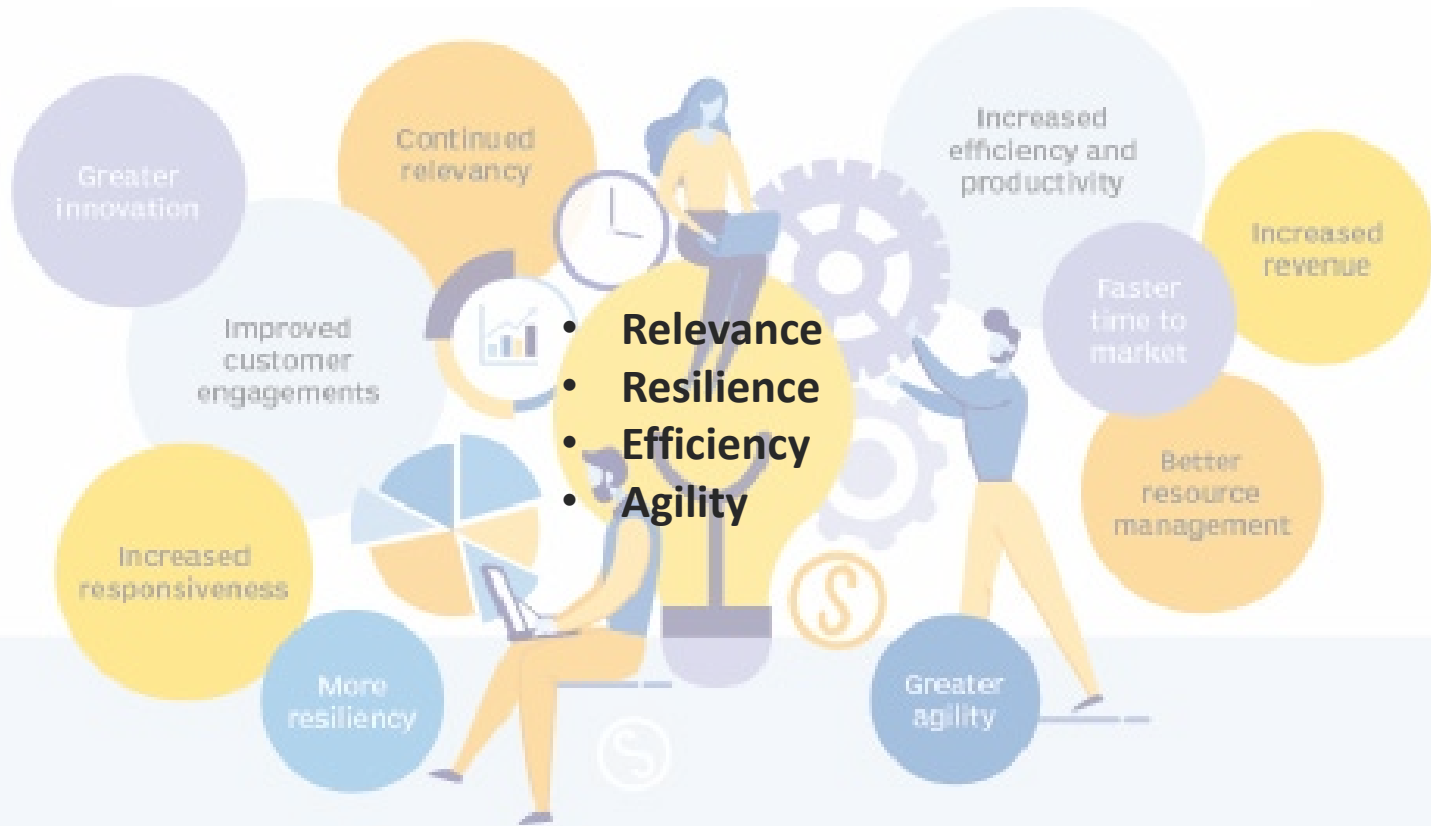 Greater
innovation
Continued
relevancy
Improved
customer
engagements
Increased
responsiveness
More
resiliency
• Relevance
• Resilience
• Efficiency
• Agility
Increased
efficiency and
productivity
Increased
revenue
Faster
time to
market
Better
resource
management
Greater
agility